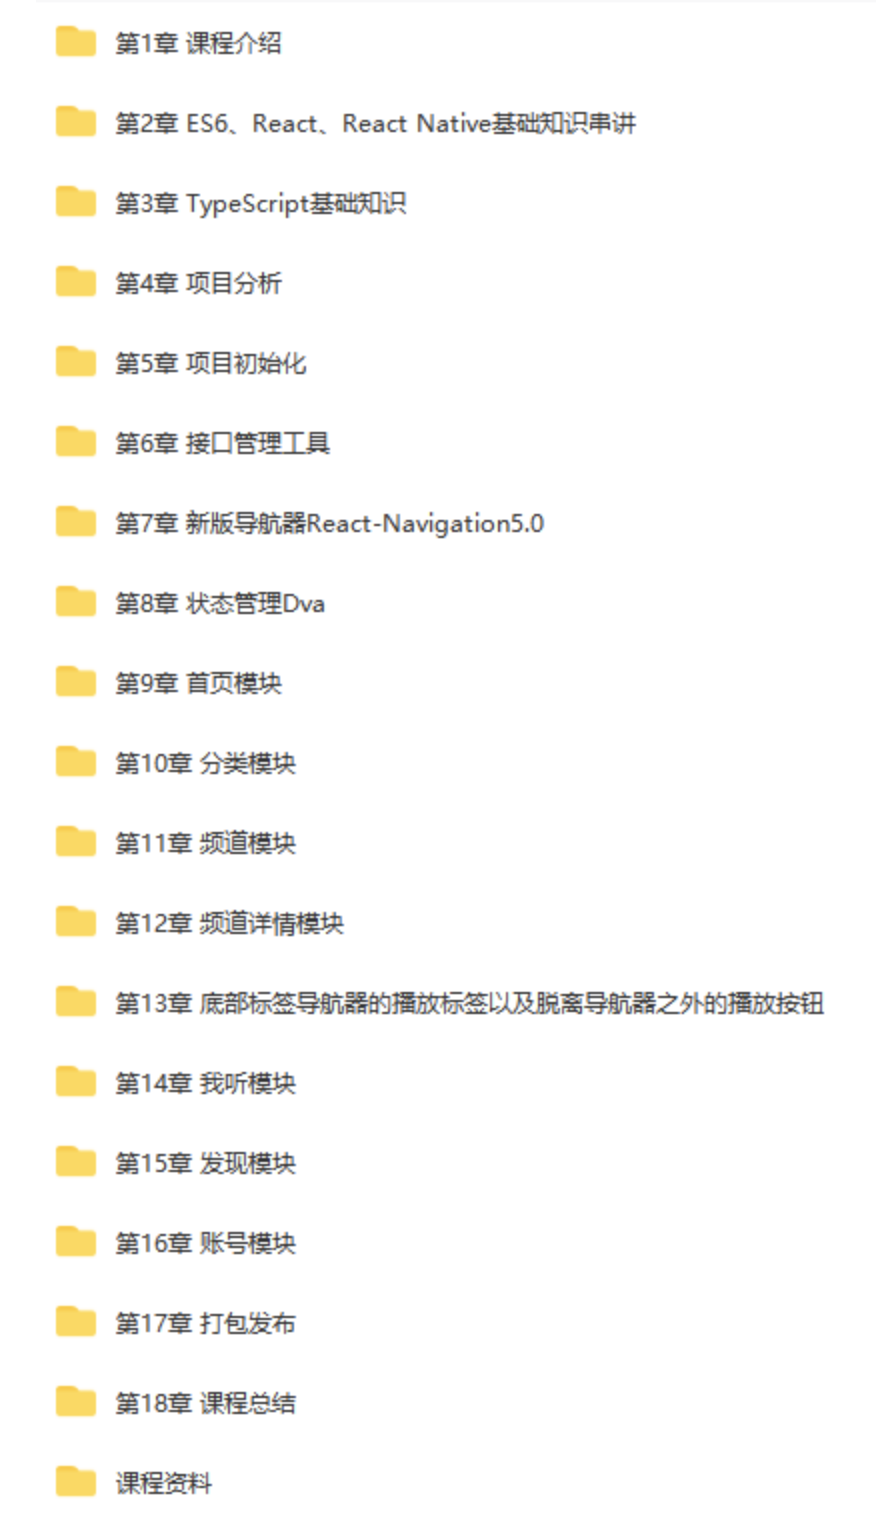 第1章 课程介绍
第2章 ES6、React、React Native基础知识串讲
第3章 TypeScript基础知识
第4章 项目分析
第5章 项目初始化
第6章 接口管理工具
第7章 新版导航器React-Navigation5.0
第8章 状态管理Dva
第9章 首页模块
第10章 分类模块
第11章 频道模块
第12章 频道详情模块
第13章 底部标签导航器的播放标签以及脱离导航器之外的播放按钮
第14章 我听模块
第15章 发现模块
第16章 账号模块
第17章 打包发布
第18章 课程总结
课程资料